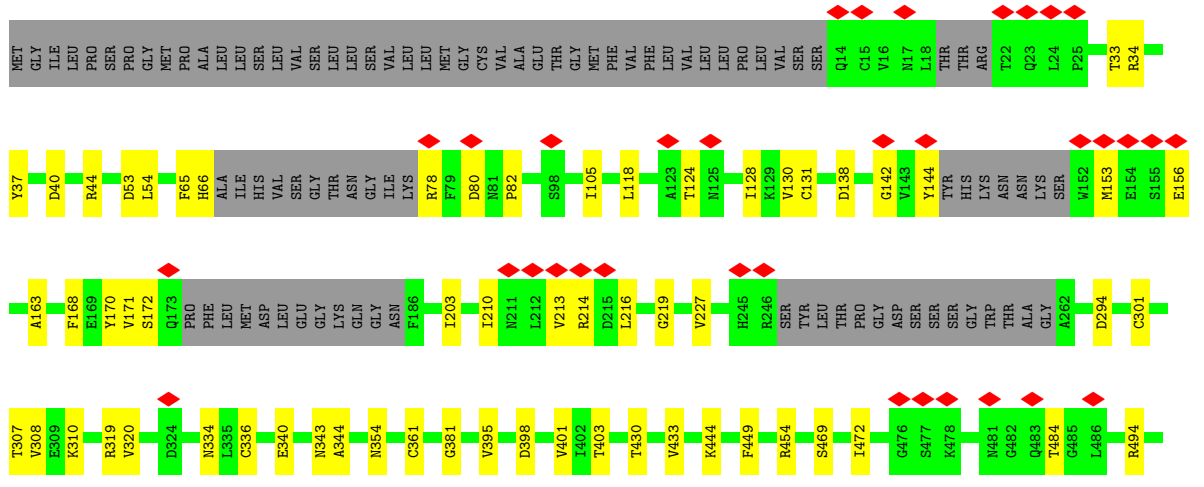 MET GLY ILE LEU PRO SER PRO GLY MET PRO ALA LEU LEU SER LEU VAL SER LEU LEU SER VAL LEU LEU MET GLY CYS VAL ALA GLU THR GLY MET PHE VAL PHE LEU VAL LEU LEU PRO LEU VAL SER SER Q14 C15 V16 N17 L18 THR THR ARG T22 Q23 L24 P25 T33 R34
Y37 D40 R44 D53 L54 F65 H66 ALA ILE HIS VAL SER GLY THR ASN GLY ILE LYS R78 F79 D80 N81 P82 S98 I105 L118 A123 T124 N125 I128 K129 V130 C131 D138 G142 V143 Y144 TYR HIS LYS ASN ASN LYS SER W152 M153 E154 S155 E156
A163 F168 E169 Y170 V171 S172 Q173 PRO PHE LEU MET ASP LEU GLU GLY LYS GLN GLY ASN F186 I203 I210 N211 L212 V213 R214 D215 L216 G219 V227 H245 R246 SER TYR LEU THR PRO GLY ASP SER SER SER GLY TRP THR ALA GLY A262 D294 C301
T307 V308 E309 K310 R319 V320 D324 N334 L335 C336 E340 N343 A344 N354 C361 G381 V395 D398 V401 I402 T403 T430 V433 K444 F449 R454 S469 I472 G476 S477 K478 N481 G482 Q483 T484 G485 L486 R494